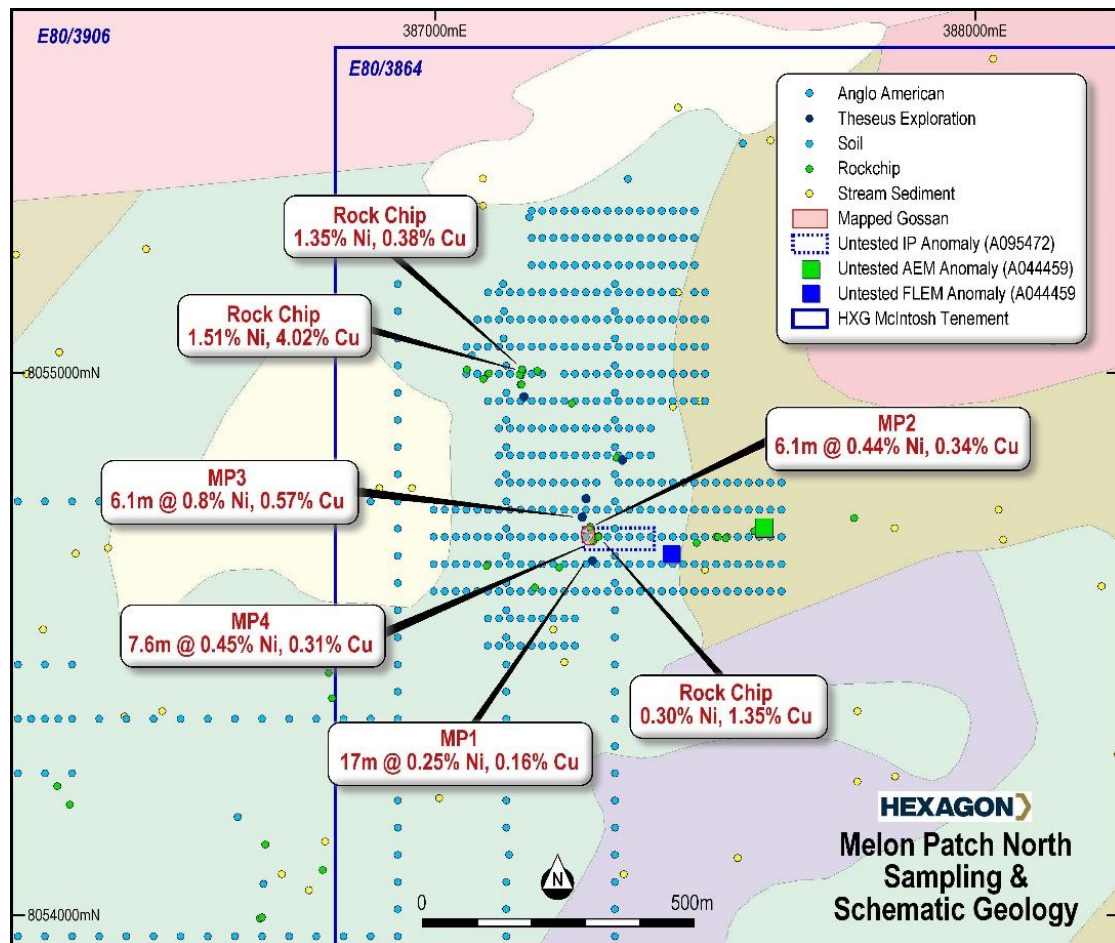 387000mE
388000mE
E80/3906
E80/3864
Anglo American
Theseus Exploration
Soil
Rockchip
Stream Sediment
Mapped Gossan
Untested IP Anomaly (A095472)
Untested AEM Anomaly (A044459)
Untested FLEM Anomaly (A044459
HXG McIntosh Tenement
Rock Chip
1.35% Ni, 0.38% Cu
Rock Chip
1.51% Ni, 4.02% Cu
8055000mN
8055000mN
MP2
6.1m @ 0.44% Ni, 0.34% Cu
MP3
6.1m @ 0.8% Ni, 0.57% Cu
MP4
7.6m @ 0.45% Ni, 0.31% Cu
Rock Chip
0.30% Ni, 1.35% Cu
MP1
17m @ 0.25% Ni, 0.16% Cu
HEXAGON
Melon Patch North
Sampling &
Schematic Geology
N
0
500m
8054000mN